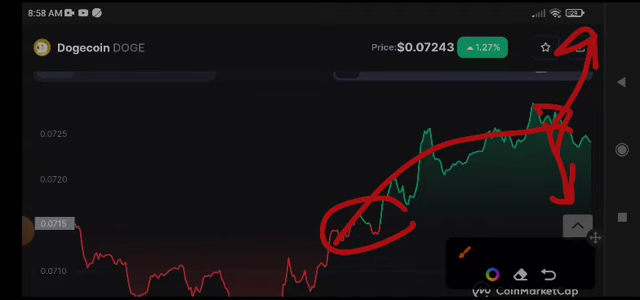 8:58 AM
29
Dogecoin DOGE
Price:$0.07243 ▲ 1.27%
0.0725
0.0720
0.0715
0.0710
CoinMarketCap